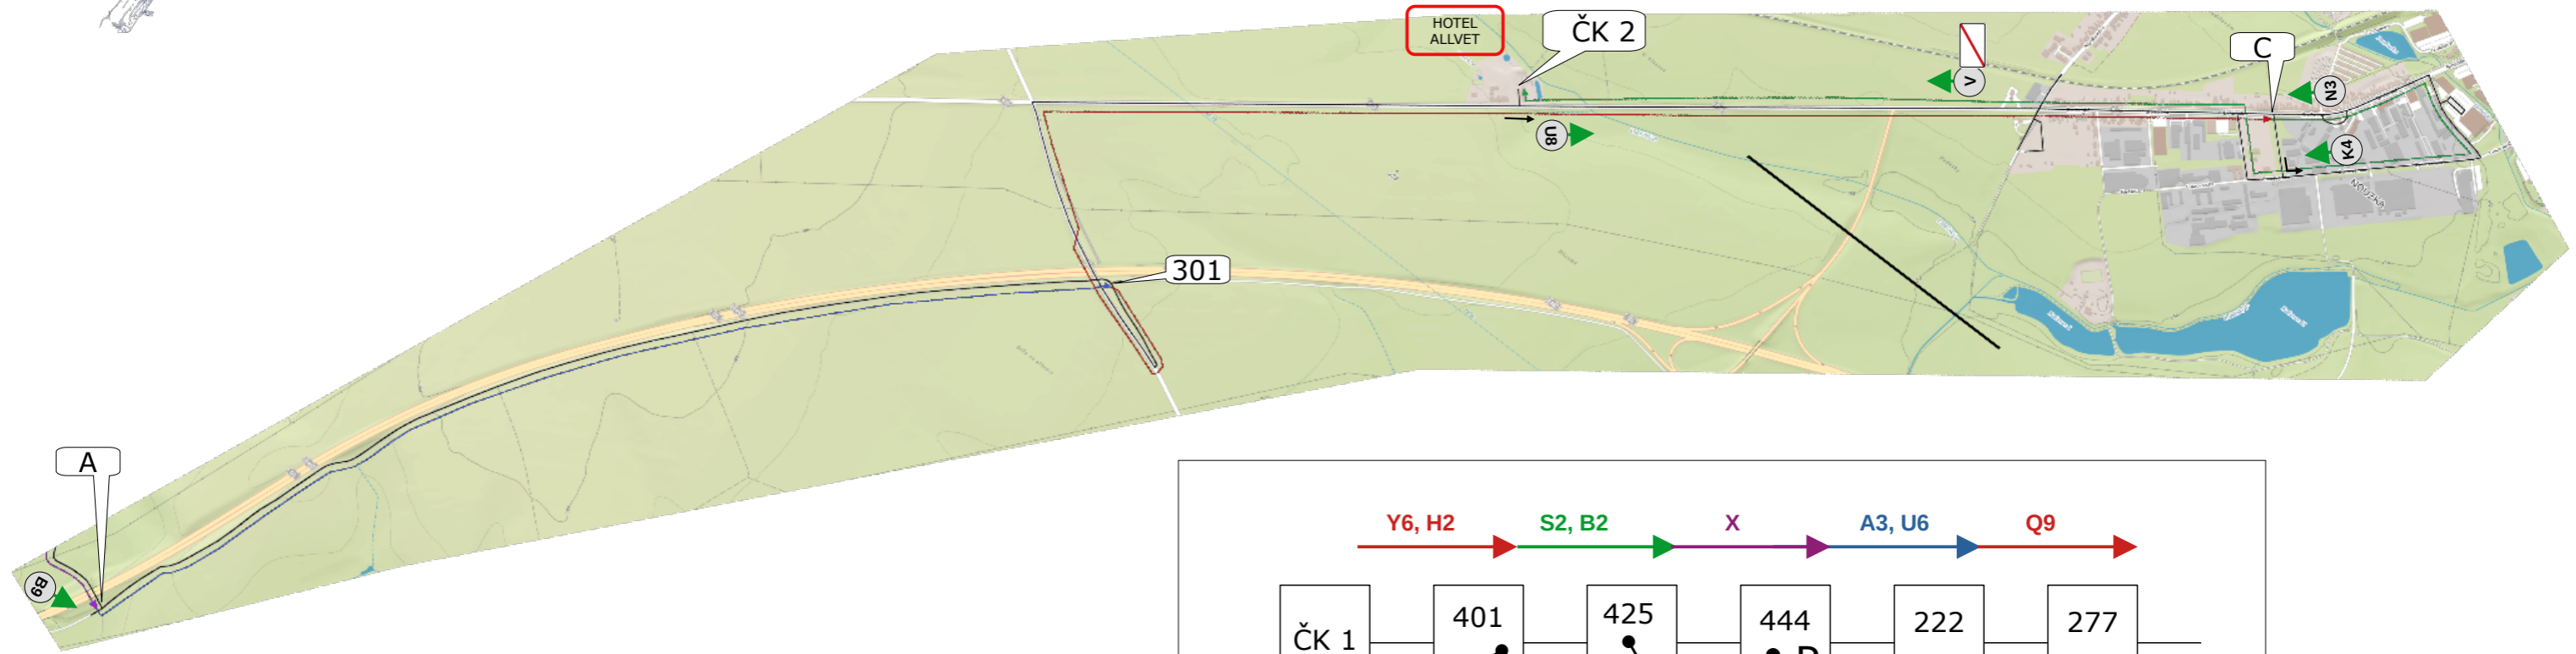 HOTEL
ALLVET
ČK 2
C
V
N3
U8
K4
NOUZKA
301
A
B9
Y6, H2
S2, B2
X
A3, U6
Q9
ČK 1
401
425
444
222
277
D